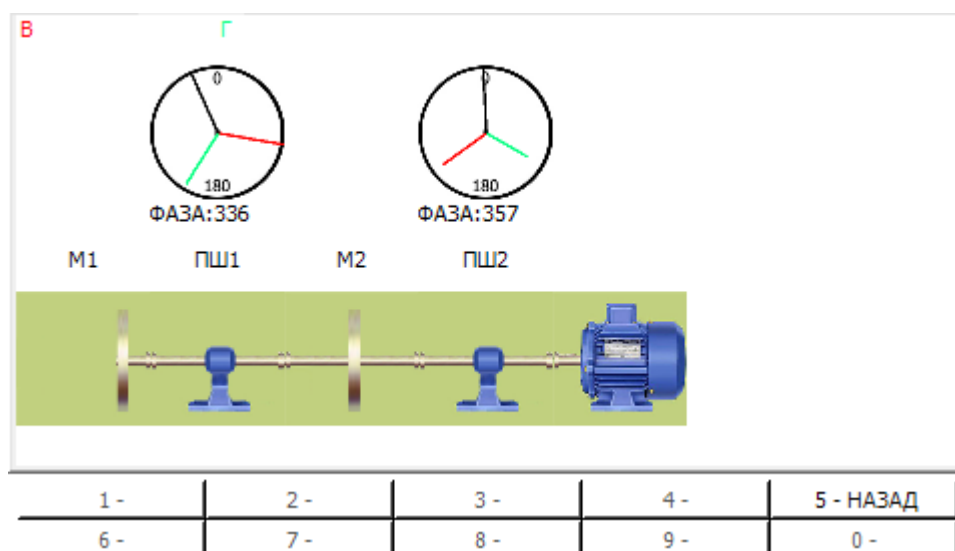 В Г
0 0
180 180
ФАЗА:336 ФАЗА:357
М1 ПШ1 М2 ПШ2
1 - 2 - 3 - 4 - 5 - НАЗАД
6 - 7 - 8 - 9 - 0 -